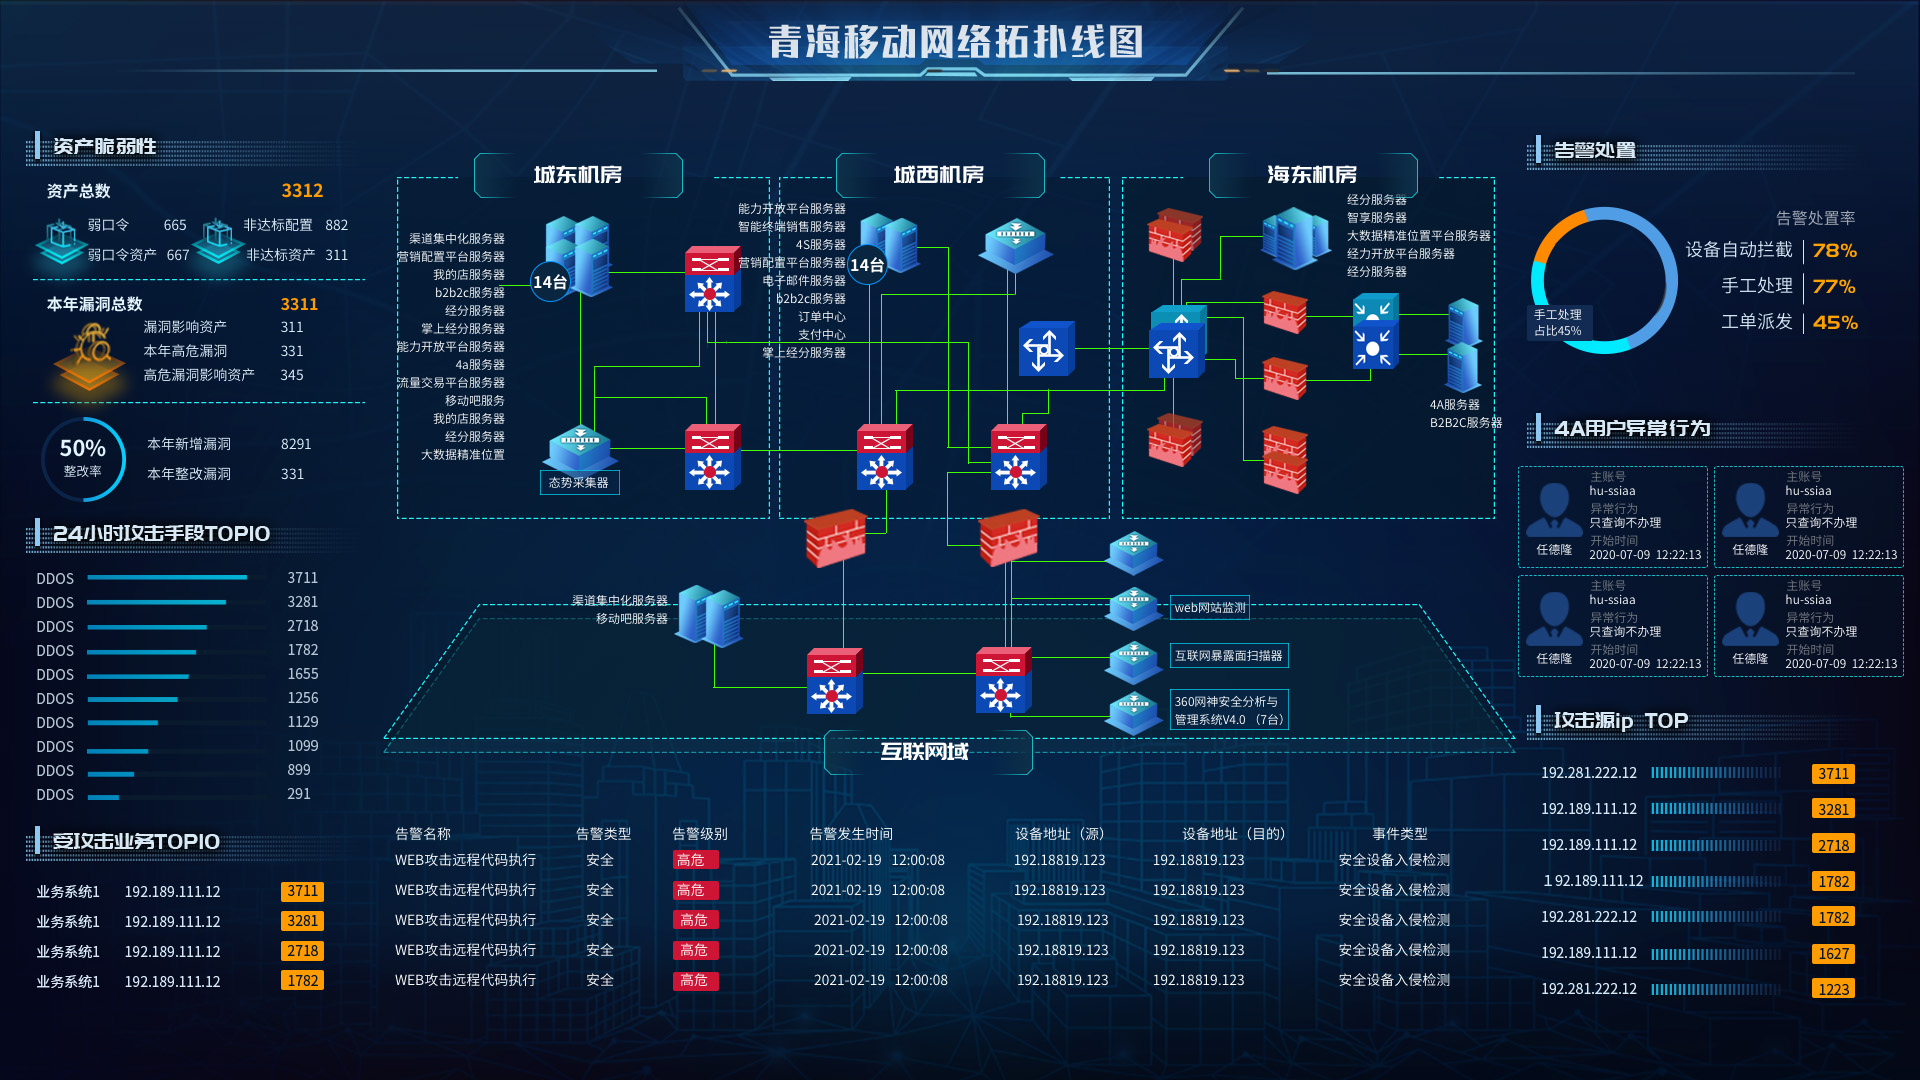 青海移动网络拓扑线图
资产脆弱性
资产总数 3312
弱口令 665 非达标配置 882
弱口令资产 667 非达标资产 311
本年漏洞总数 3311
漏洞影响资产 311
本年高危漏洞 331
高危漏洞影响资产 345
50%
整改率
本年新增漏洞 8291
本年整改漏洞 331
24小时攻击手段TOPIO
DDOS 3711
DDOS 3281
DDOS 2718
DDOS 1782
DDOS 1655
DDOS 1256
DDOS 1129
DDOS 1099
DDOS 899
DDOS 291
受攻击业务TOPIO
业务系统1 192.189.111.12 3711
业务系统1 192.189.111.12 3281
业务系统1 192.189.111.12 2718
业务系统1 192.189.111.12 1782
城东机房
渠道集中化服务器
营销配置平台服务器
我的店服务器
b2b2c服务器
经分服务器
掌上经分服务器
能力开放平台服务器
4a服务器
流量交易平台服务器
移动吧服务
我的店服务器
经分服务器
大数据精准位置
14台
态势采集器
城西机房
能力开放平台服务器
智能终端销售服务器
4S服务器
营销配置平台服务器
电子邮件服务器
b2b2c服务器
订单中心
支付中心
掌上经分服务器
14台
海东机房
经分服务器
智享服务器
大数据精准位置平台服务器
经力开放平台服务器
经分服务器
4A服务器
B2B2C服务器
渠道集中化服务器
移动吧服务器
web网站监测
互联网暴露面扫描器
360网神安全分析与
管理系统V4.0 （7台）
互联网域
告警名称 告警类型 告警级别 告警发生时间 设备地址（源） 设备地址（目的） 事件类型
WEB攻击远程代码执行 安全 高危 2021-02-19 12:00:08 192.18819.123 192.18819.123 安全设备入侵检测
WEB攻击远程代码执行 安全 高危 2021-02-19 12:00:08 192.18819.123 192.18819.123 安全设备入侵检测
WEB攻击远程代码执行 安全 高危 2021-02-19 12:00:08 192.18819.123 192.18819.123 安全设备入侵检测
WEB攻击远程代码执行 安全 高危 2021-02-19 12:00:08 192.18819.123 192.18819.123 安全设备入侵检测
WEB攻击远程代码执行 安全 高危 2021-02-19 12:00:08 192.18819.123 192.18819.123 安全设备入侵检测
告警处置
告警处置率
设备自动拦截 78%
手工处理 77%
工单派发 45%
手工处理
占比45%
4A用户异常行为
主账号
hu-ssiaa
异常行为
只查询不办理
开始时间
2020-07-09 12:22:13
任德隆
主账号
hu-ssiaa
异常行为
只查询不办理
开始时间
2020-07-09 12:22:13
任德隆
主账号
hu-ssiaa
异常行为
只查询不办理
开始时间
2020-07-09 12:22:13
任德隆
主账号
hu-ssiaa
异常行为
只查询不办理
开始时间
2020-07-09 12:22:13
任德隆
攻击源ip TOP
192.281.222.12 3711
192.189.111.12 3281
192.189.111.12 2718
1 92.189.111.12 1782
192.281.222.12 1782
192.189.111.12 1627
192.281.222.12 1223